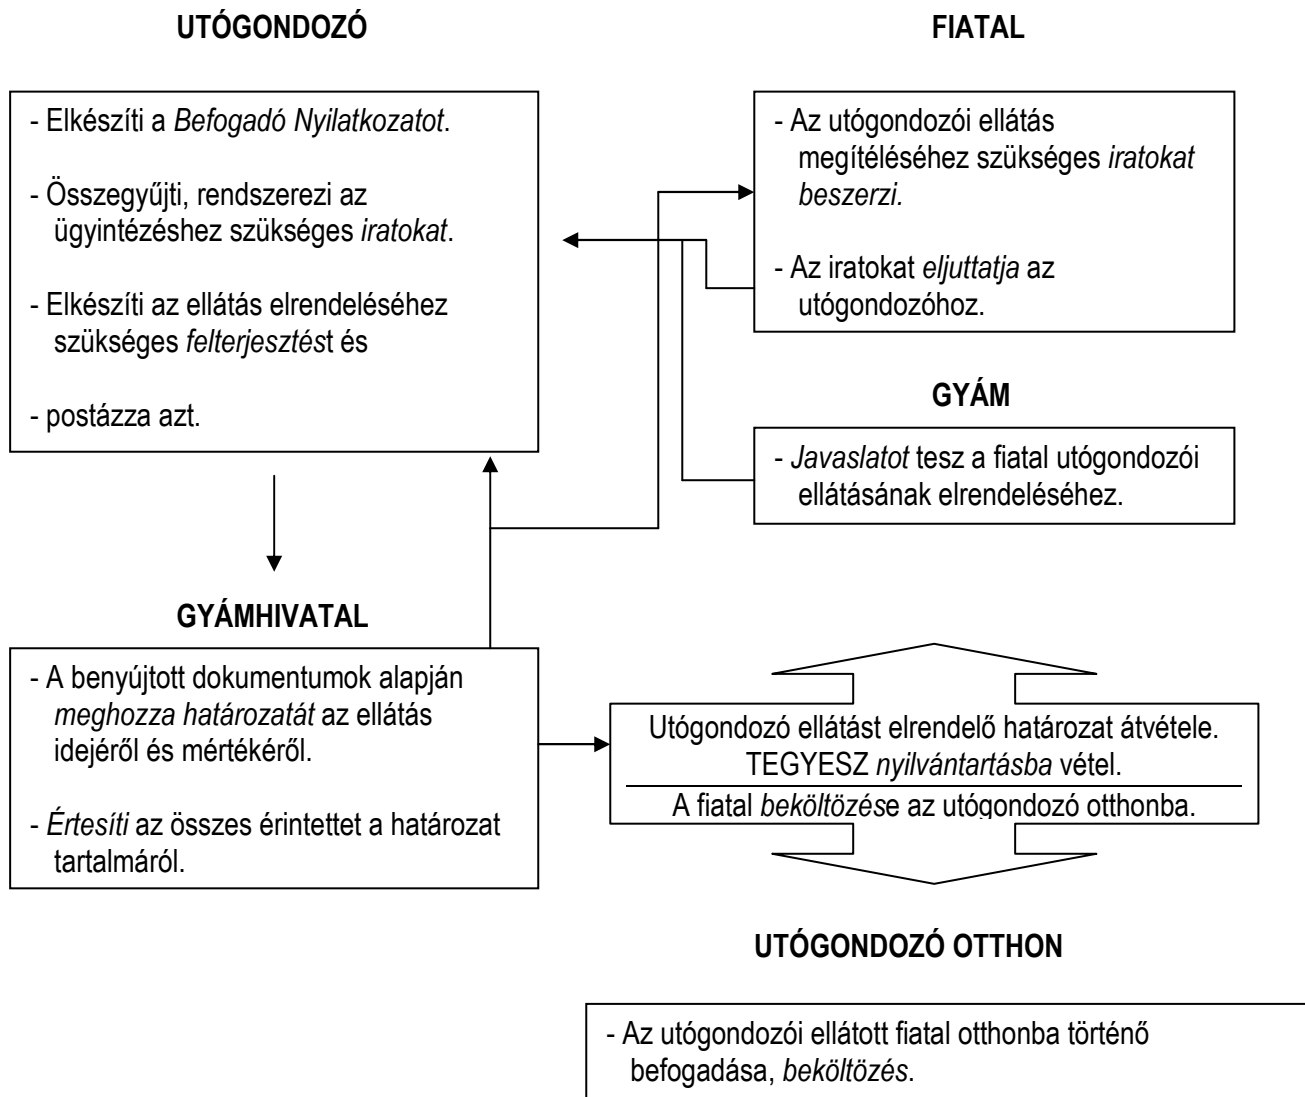 UTÓGONDOZÓ
- Elkészíti a Befogadó Nyilatkozatot.
- Összegyűjti, rendszerezi az
ügyintézéshez szükséges iratokat.
- Elkészíti az ellátás elrendeléséhez
szükséges felterjesztést és
- postázza azt.
FIATAL
- Az utógondozói ellátás
megítéléséhez szükséges iratokat
beszerzi.
- Az iratokat eljuttatja az
utógondozóhoz.
GYÁM
- Javaslatot tesz a fiatal utógondozói
ellátásának elrendeléséhez.
GYÁMHIVATAL
- A benyújtott dokumentumok alapján
meghozza határozatát az ellátás
idejéről és mértékéről.
- Értesíti az összes érintettet a határozat
tartalmáról.
Utógondozó ellátást elrendelő határozat átvétele.
TEGYESZ nyilvántartásba vétel.
A fiatal beköltözése az utógondozó otthonba.
UTÓGONDOZÓ OTTHON
- Az utógondozói ellátott fiatal otthonba történő
befogadása, beköltözés.